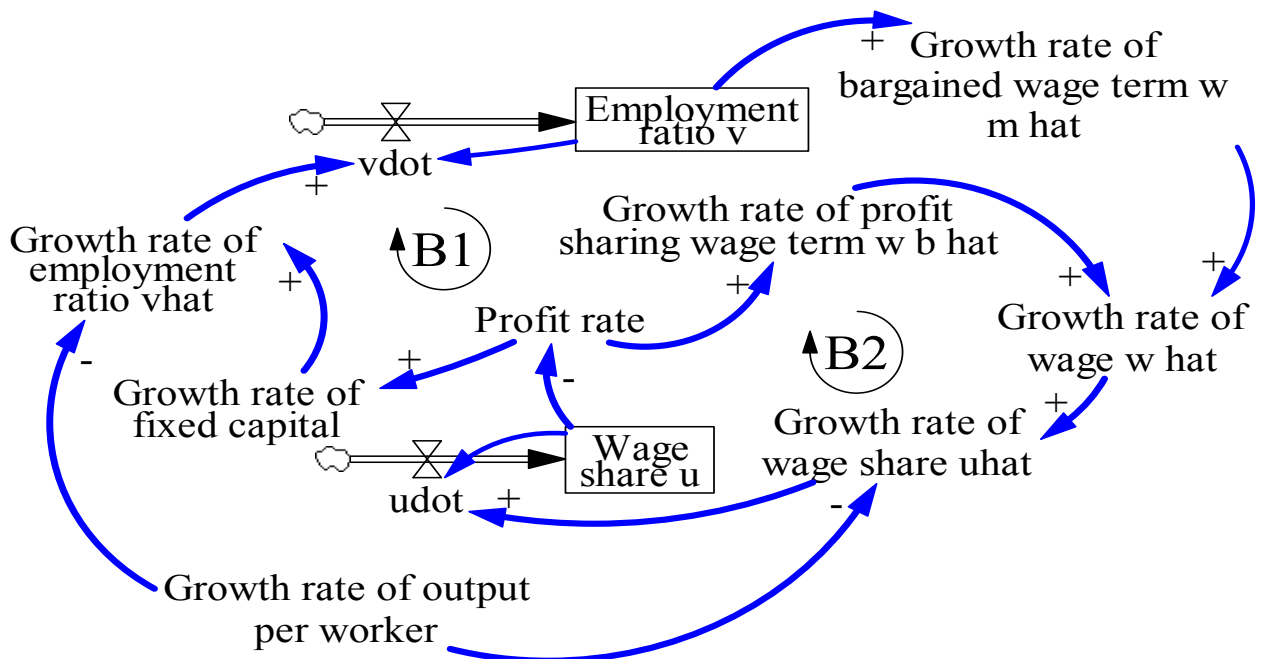 +
Growth rate of
bargained wage term w
m hat
Employment
ratio v
vdot
+
Growth rate of
employment
ratio vhat
+
-
B1
Growth rate of profit
sharing wage term w b hat
+
+
+
Profit rate
+
-
Growth rate of
wage w hat
B2
+
Growth rate of
fixed capital
Growth rate of
wage share uhat
-
Wage
share u
udot
+
Growth rate of output
per worker